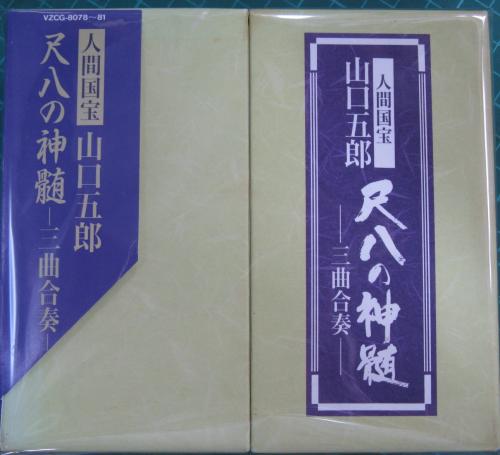 VZCG-8078〜81
人間国宝 山口五郎
尺八の神髄―三曲合奏―
人間国宝
山口五郎
尺八の神髄
―三曲合奏―